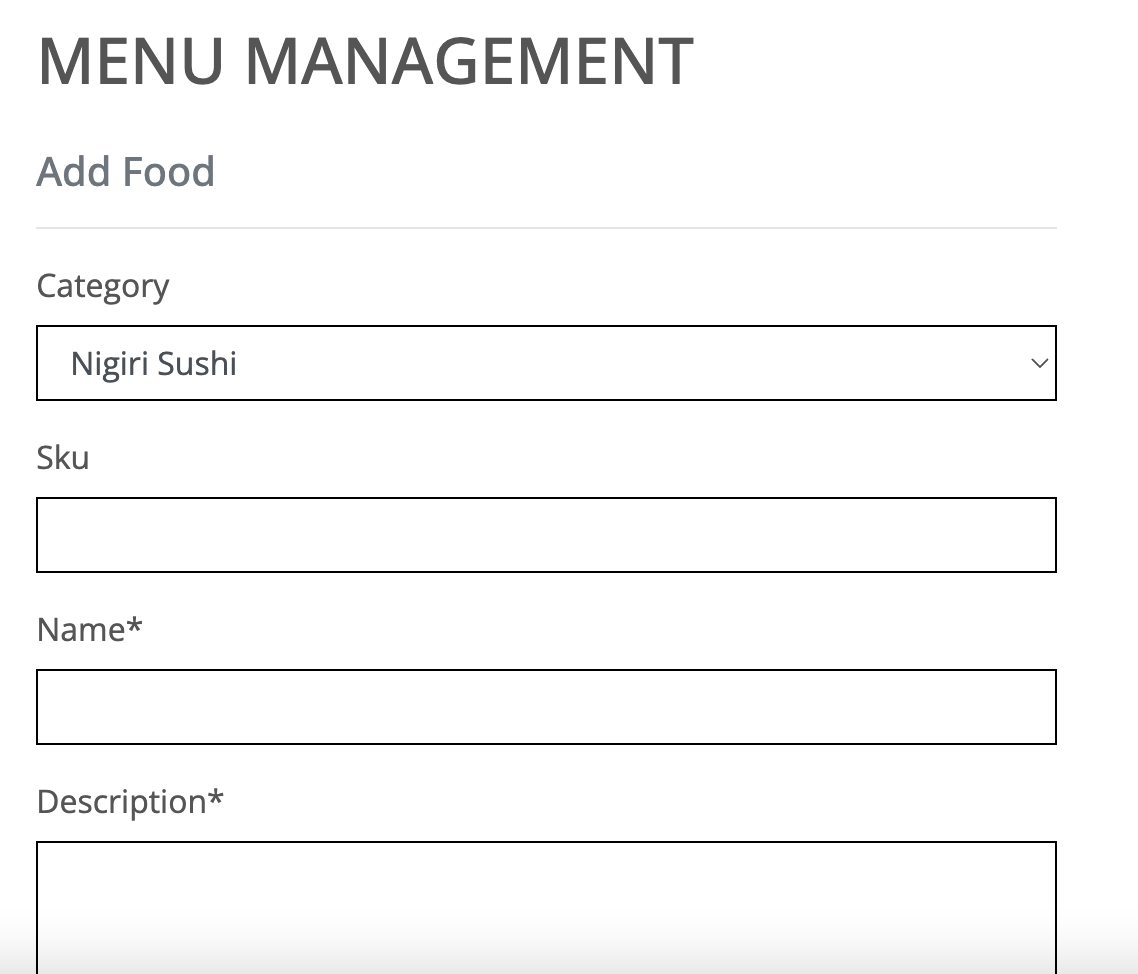 MENU MANAGEMENT
Add Food
Category
Nigiri Sushi
Sku
Name*
Description*